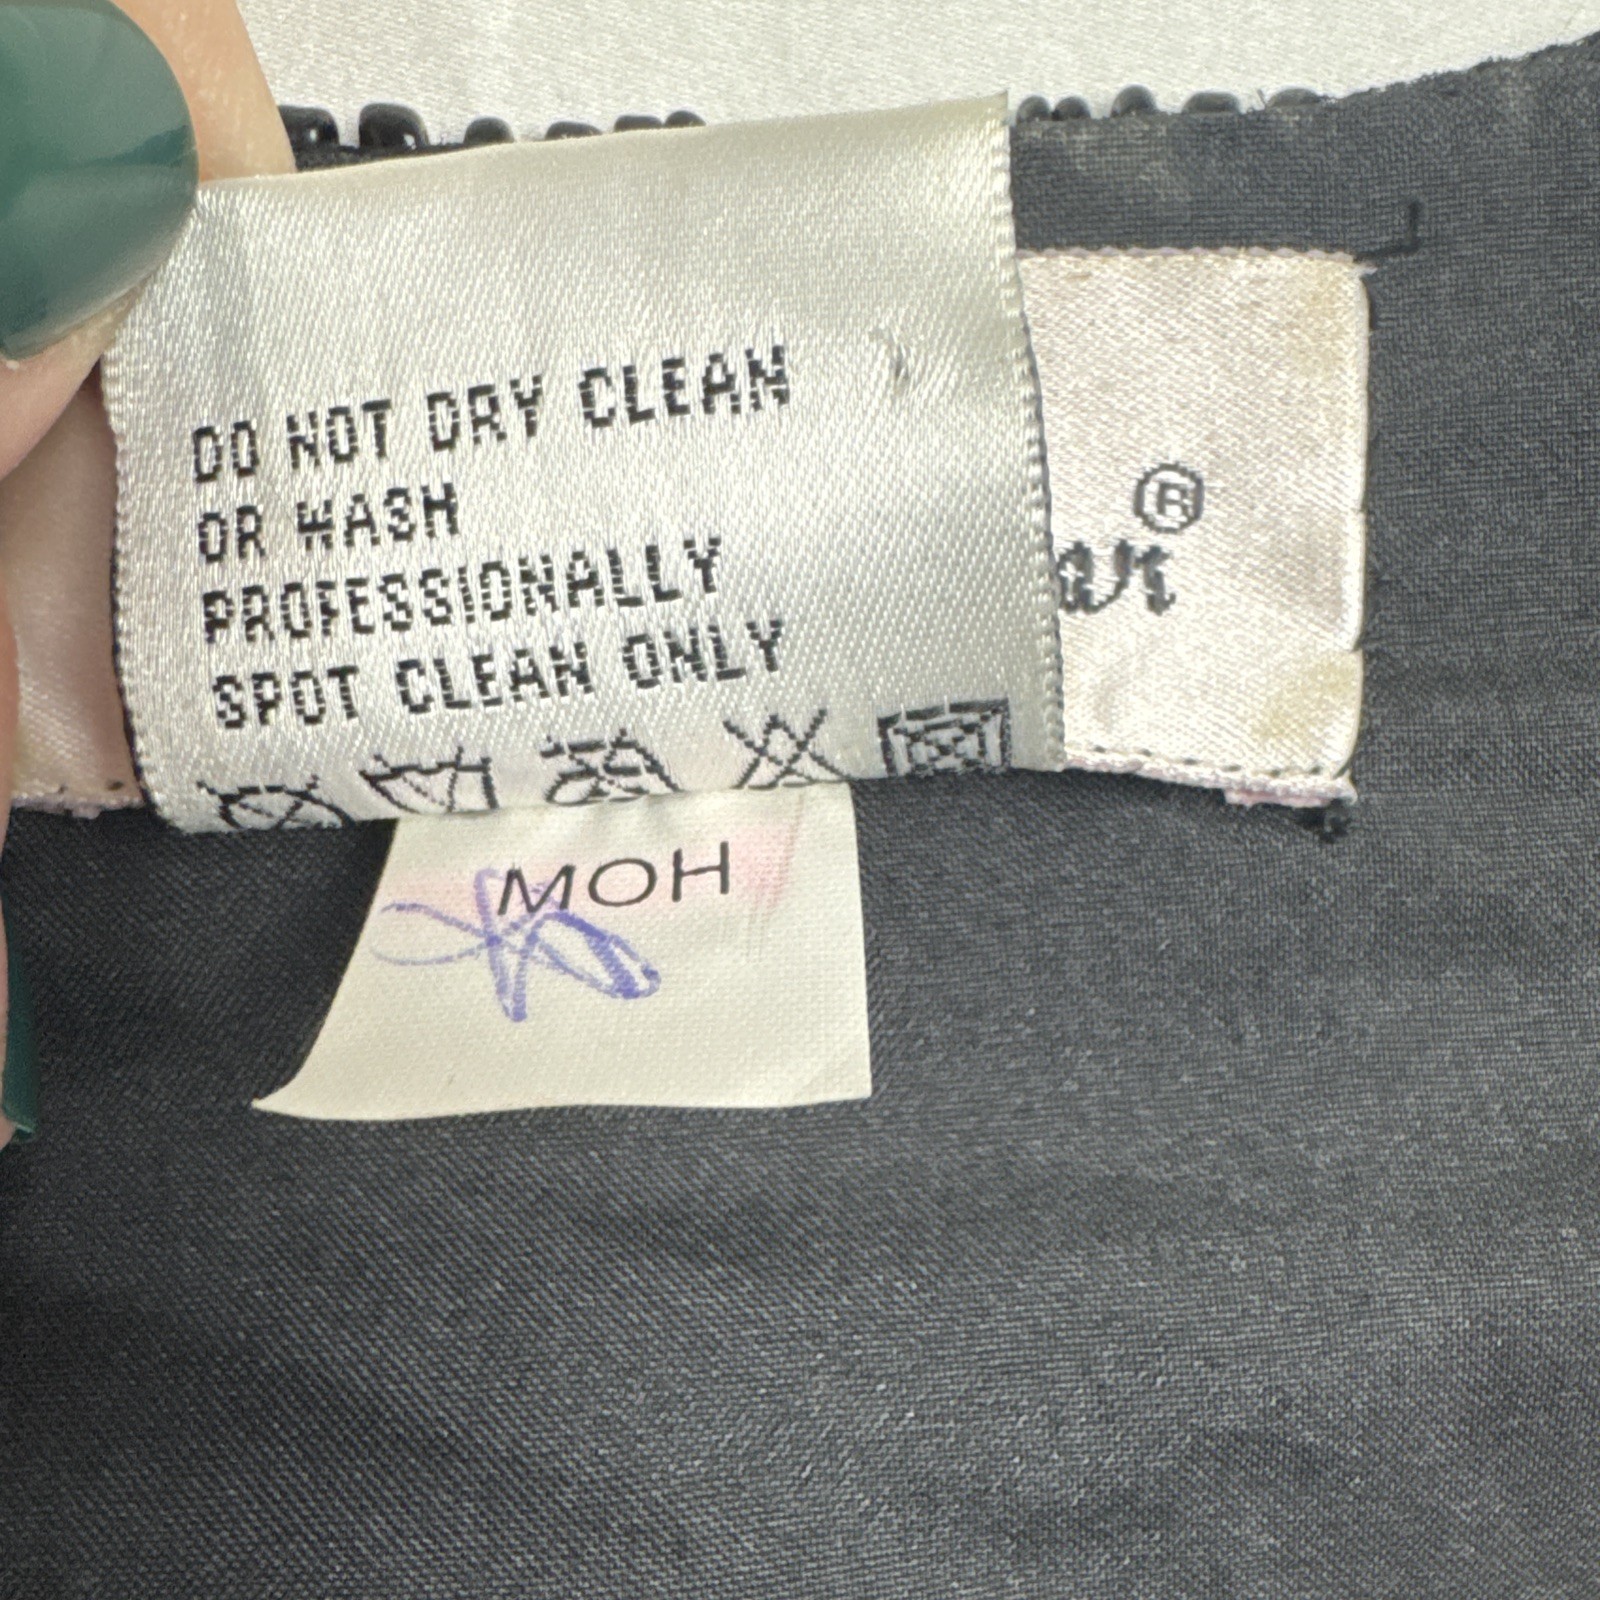 DO NOT DRY CLEAN
OR WASH
PROFESSIONALLY
SPOT CLEAN ONLY
®
MOH